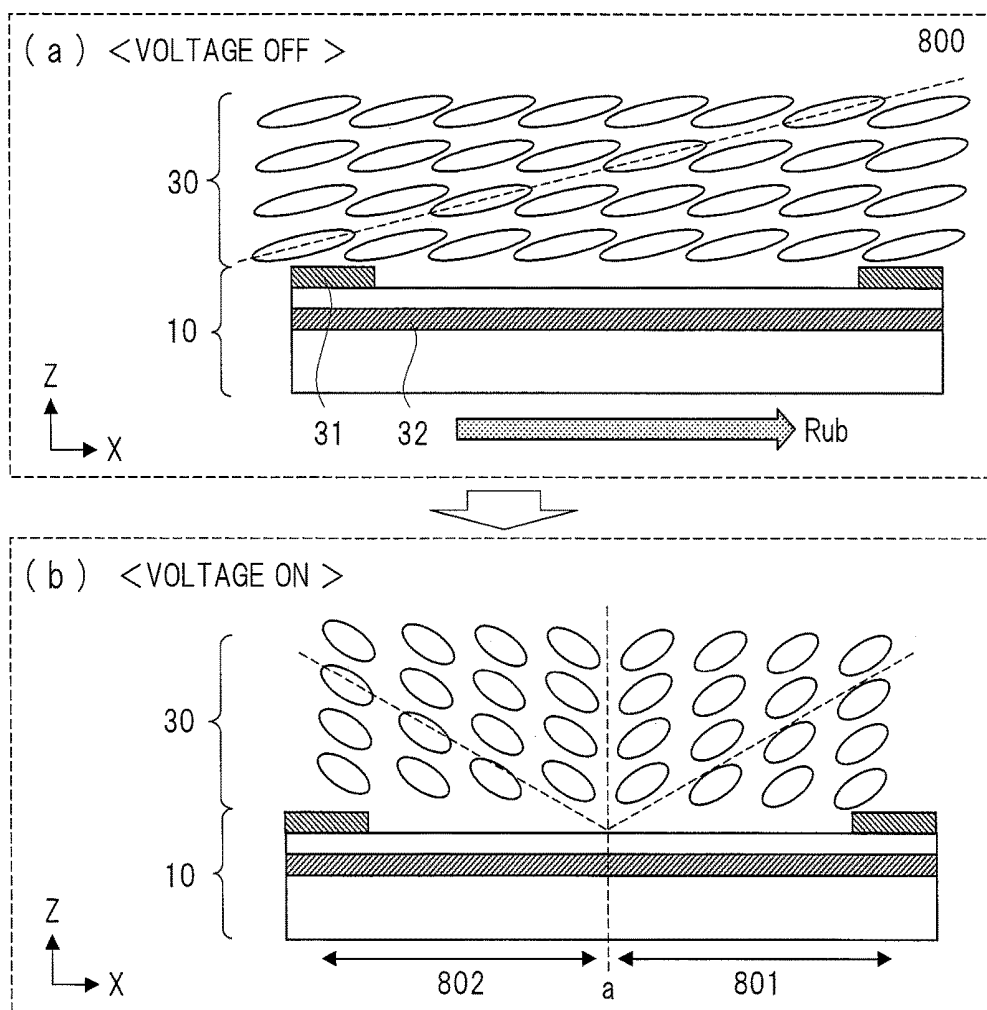 (a) <VOLTAGE OFF>
800
30
10
Z
X
31
32
Rub
(b) <VOLTAGE ON>
30
10
Z
X
802
a
801